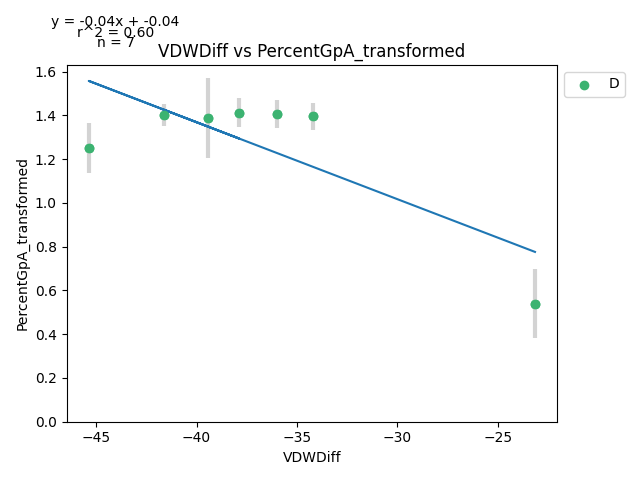 y = -0.04x + -0.04
r^2 = 0.60
n = 7
VDWDiff vs PercentGpA_transformed
D
1.6
1.4
1.2
1.0
0.8
0.6
0.4
0.2
0.0
PercentGpA_transformed
−45
−40
−35
−30
−25
VDWDiff